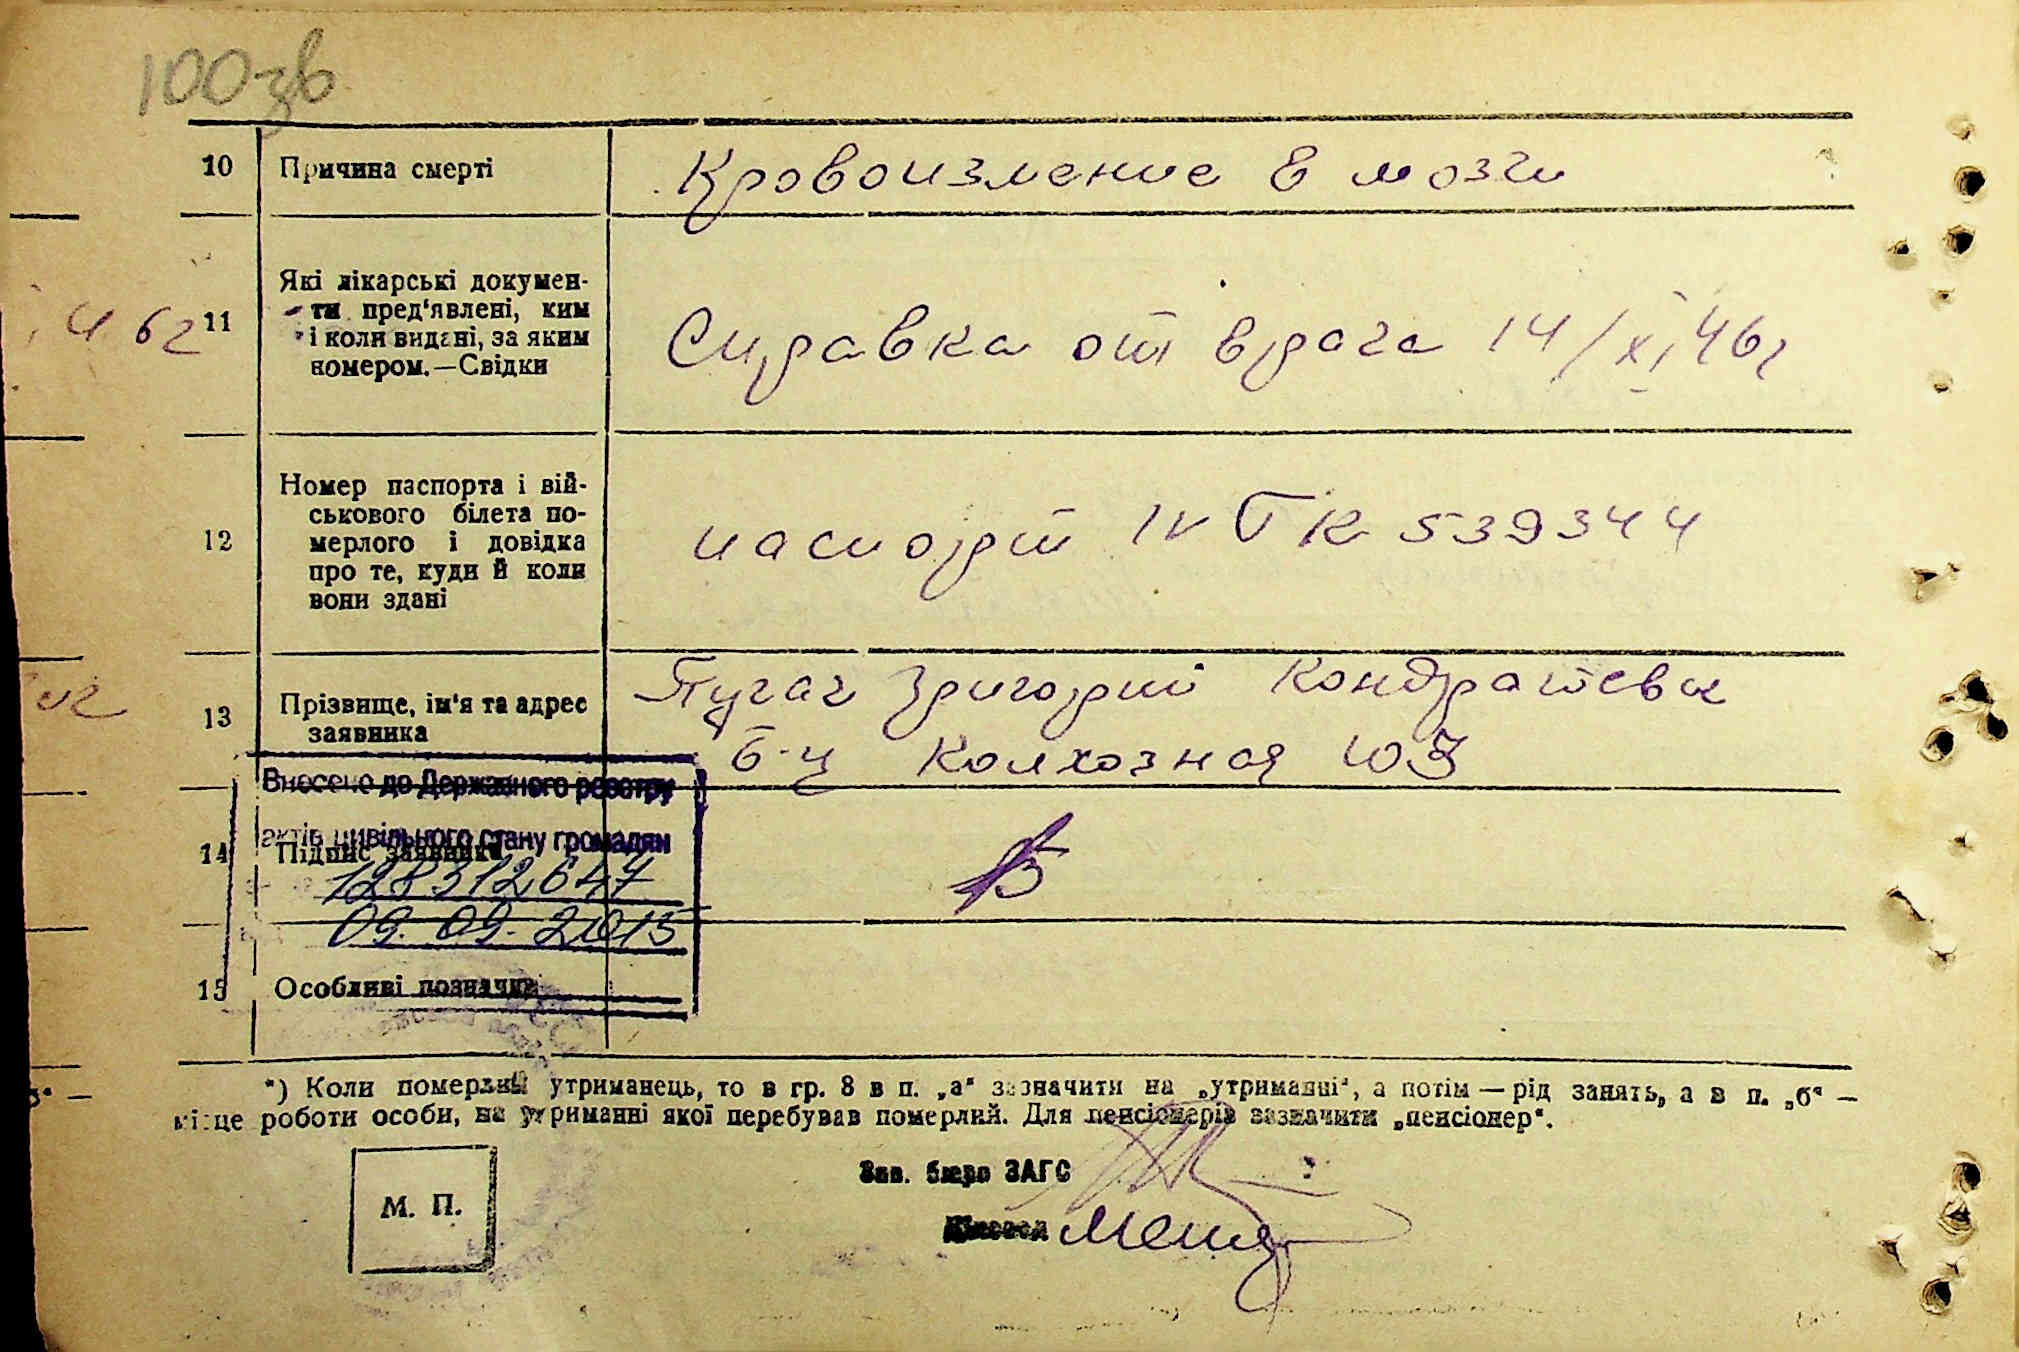 100зв
10 Причина смерті Кровоизмение в мозги
Які лікарські докумен-
ти пред'явлені, ким
11 і коли видані, за яким
номером.—Свідки
Справка от врача 14/XI 46г
Номер паспорта і вій-
ськового білета по-
12 мерлого і довідка
про те, куди й коли
вони здані
паспорт IV ТК 539344
13 Прізвище, ім'я та адрес
заявника
Пугач Григорий Кондратевич
Колхозная
Внесено до Державного реєстру
актів цивільного стану громадян
14 Підпис заявника
128312647
09.09.2015
15 Особливі позначки
*) Коли померлий утриманець, то в гр. 8 в п. „а“ зазначити на „утриманні“, а потім — рід занять, а в п. „б“ —
місце роботи особи, на утриманні якої перебував померлий. Для пенсіонерів зазначити „пенсіонер“.
Зав. бюро ЗАГС
М. П.